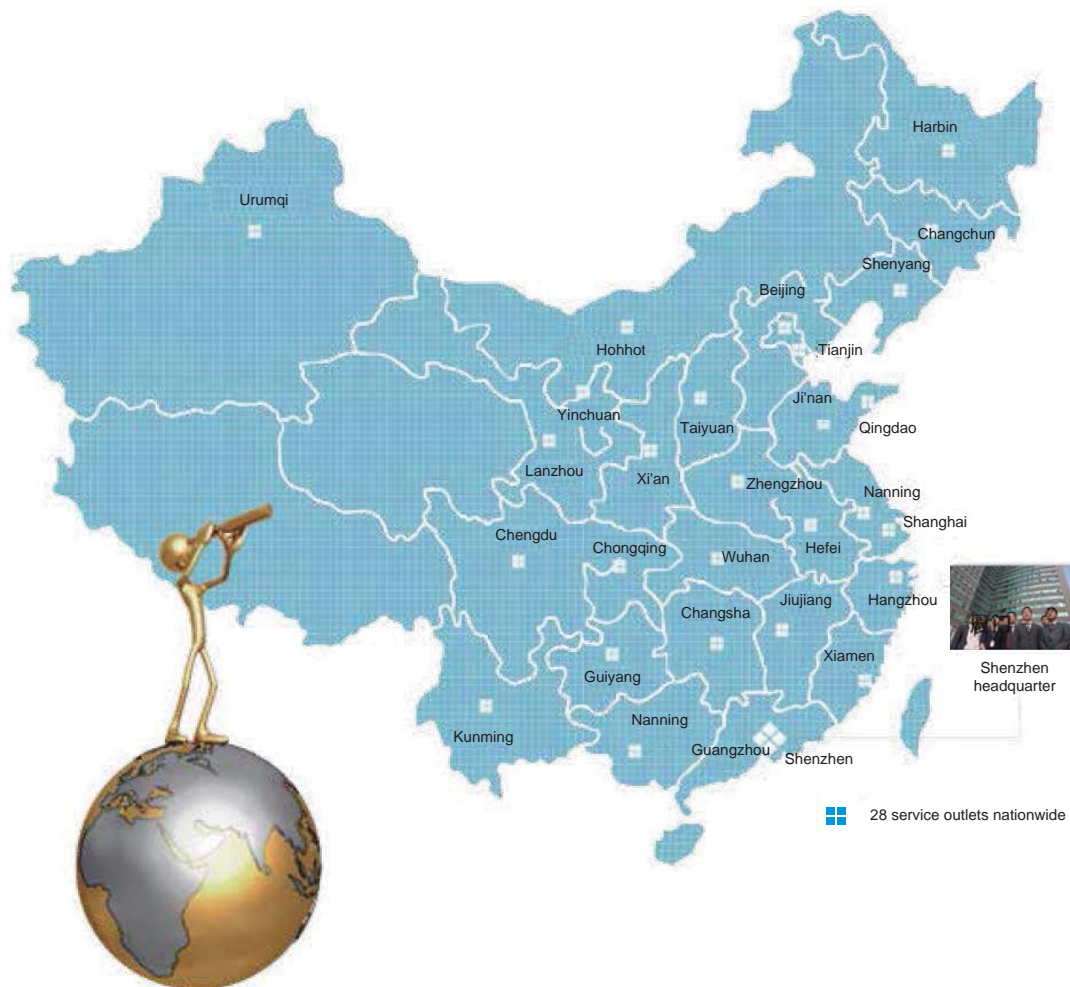 Harbin
Urumqi
Changchun
Shenyang
Beijing
Hohhot
Tianjin
Yinchuan
Ji'nan
Taiyuan
Qingdao
Lanzhou
Xi'an
Zhengzhou
Nanning
Shanghai
Chengdu
Chongqing
Wuhan
Hefei
Hangzhou
Changsha
Jiujiang
Xiamen
Guiyang
Shenzhen
headquarter
Kunming
Nanning
Guangzhou
Shenzhen
28 service outlets nationwide